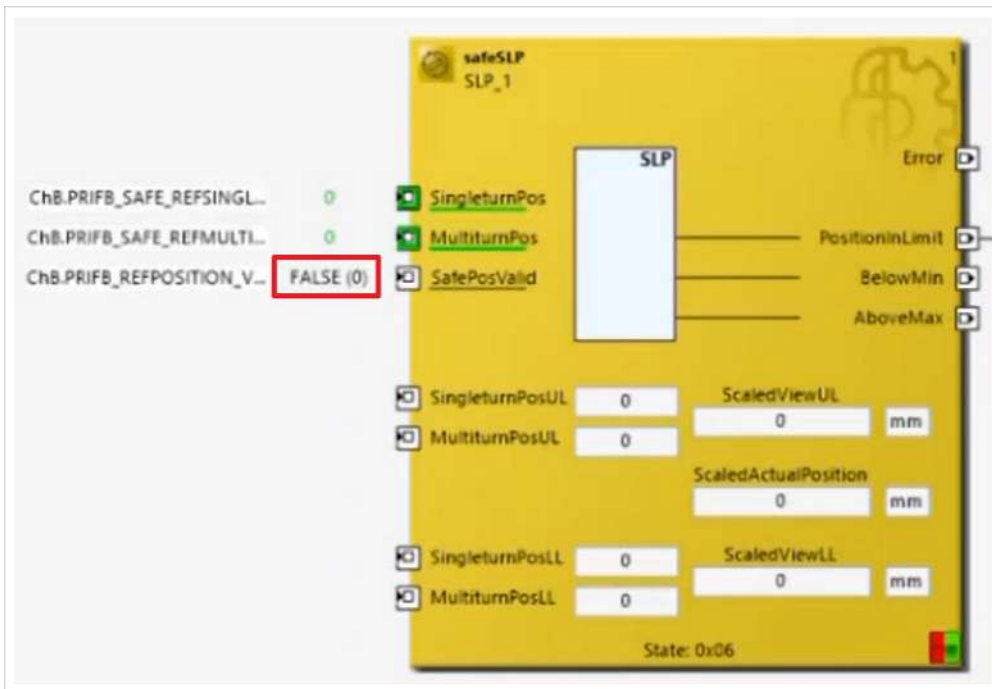 safeSLP
SLP_1
1
SLP
Error
ChB.PRIFB_SAFE_REFSINGL... 0 SingleturnPos
ChB.PRIFB_SAFE_REFMULTI... 0 MultiturnPos PositionInLimit
ChB.PRIFB_REFPOSITION_V... FALSE (0) SafePosValid BelowMin
AboveMax
SingleturnPosUL 0 ScaledViewUL
0 mm
MultiturnPosUL 0
ScaledActualPosition
0 mm
SingleturnPosLL 0 ScaledViewLL
0 mm
MultiturnPosLL 0
State: 0x06